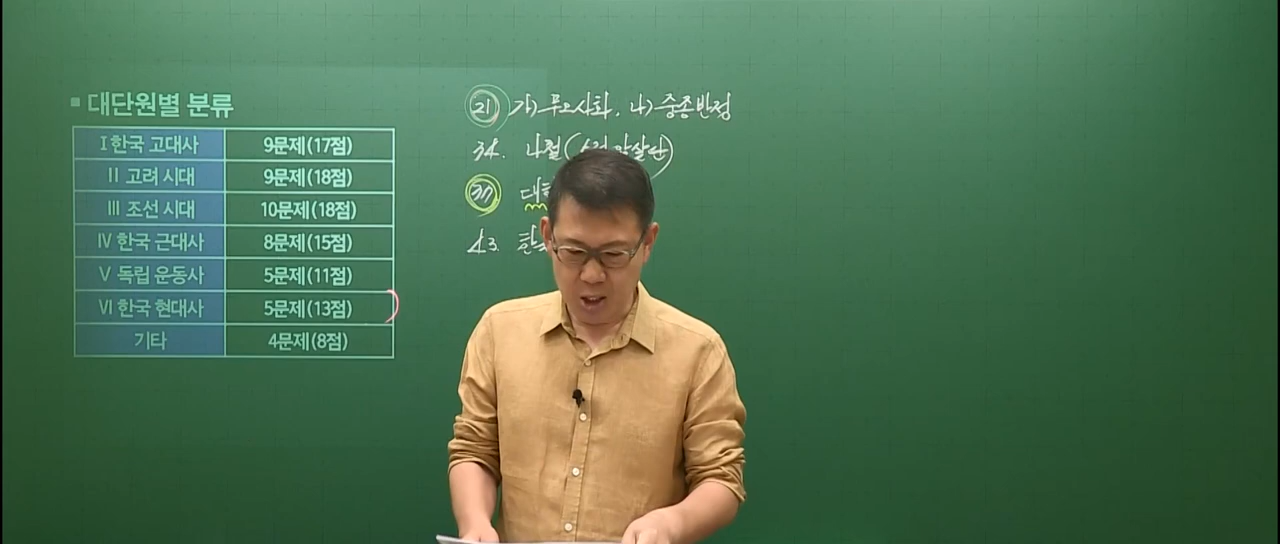 ▪ 대단원별 분류
Ⅰ 한국 고대사 9문제(17점)
Ⅱ 고려 시대 9문제(18점)
Ⅲ 조선 시대 10문제(18점)
Ⅳ 한국 근대사 8문제(15점)
Ⅴ 독립 운동사 5문제(11점)
Ⅵ 한국 현대사 5문제(13점)
기타 4문제(8점)
21 가) 무오사화, 나) 중종반정
34. 나철(
37 대
43. 한